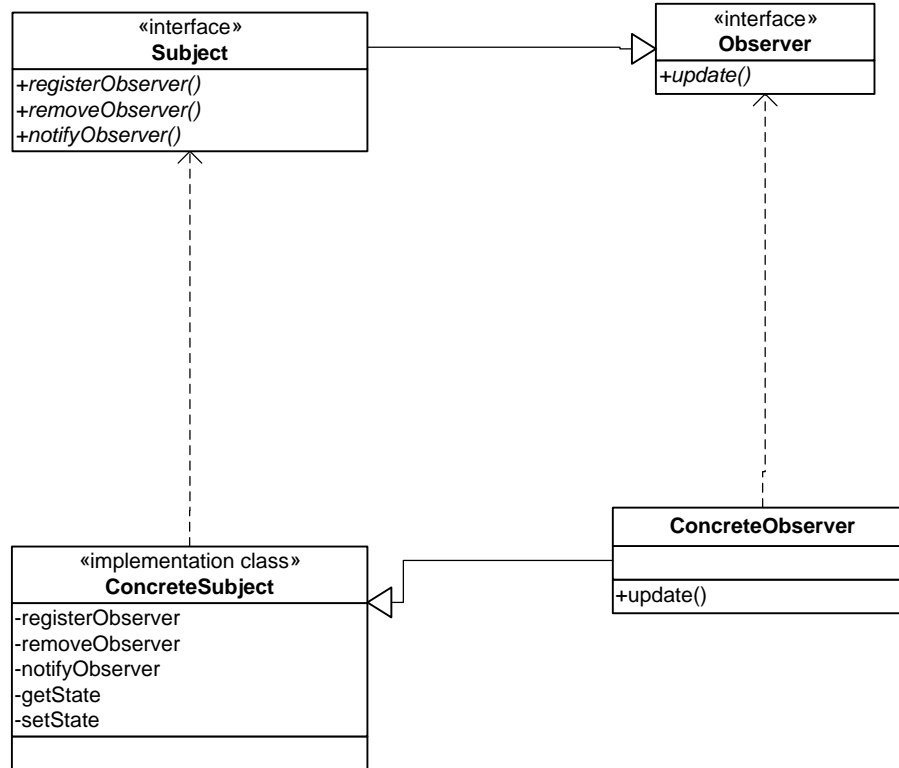 «interface»
Subject
+registerObserver()
+removeObserver()
+notifyObserver()
«interface»
Observer
+update()
«implementation class»
ConcreteSubject
-registerObserver
-removeObserver
-notifyObserver
-getState
-setState
ConcreteObserver
+update()